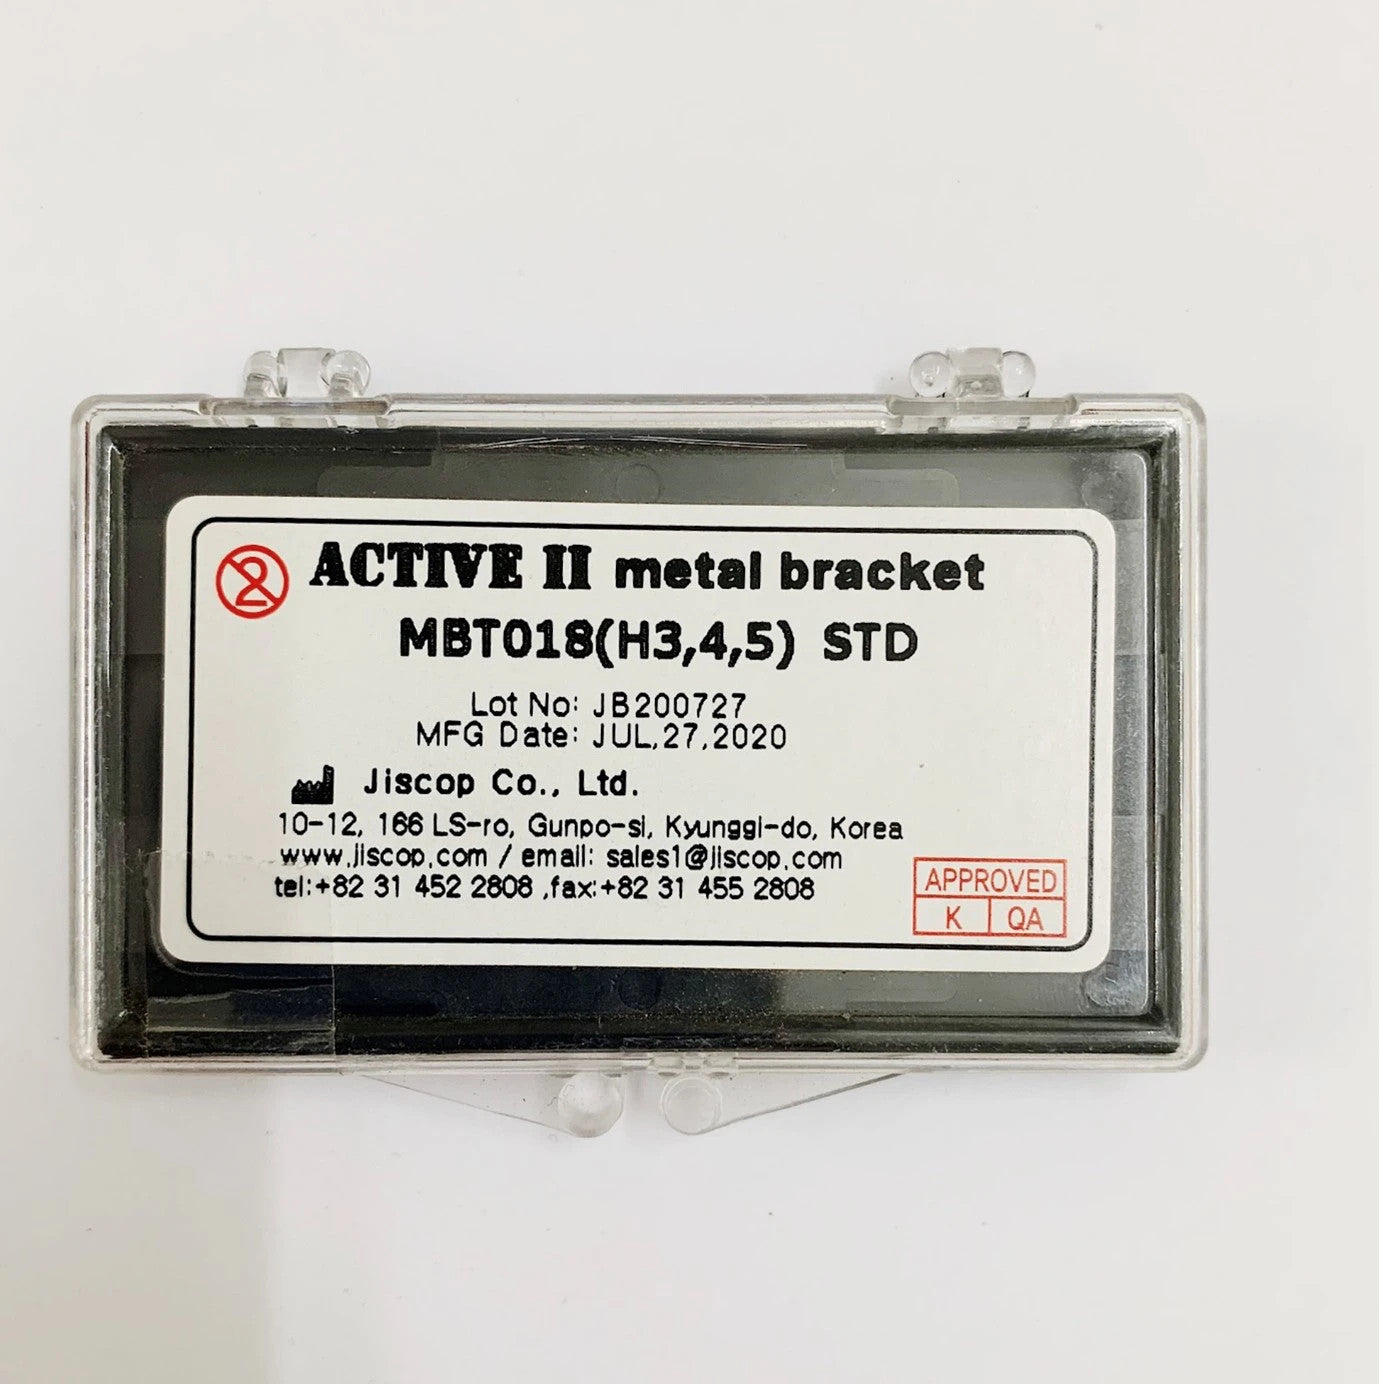 ACTIVE II metal bracket
MBT018(H3,4,5) STD
Lot No: JB200727
MFG Date: JUL,27,2020
Jiscop Co., Ltd.
10-12, 166 LS-ro, Gunpo-si, Kyunggi-do, Korea
www.jiscop.com / email: sales1@jiscop.com
tel:+82 31 452 2808 ,fax:+82 31 455 2808
APPROVED
K QA
2